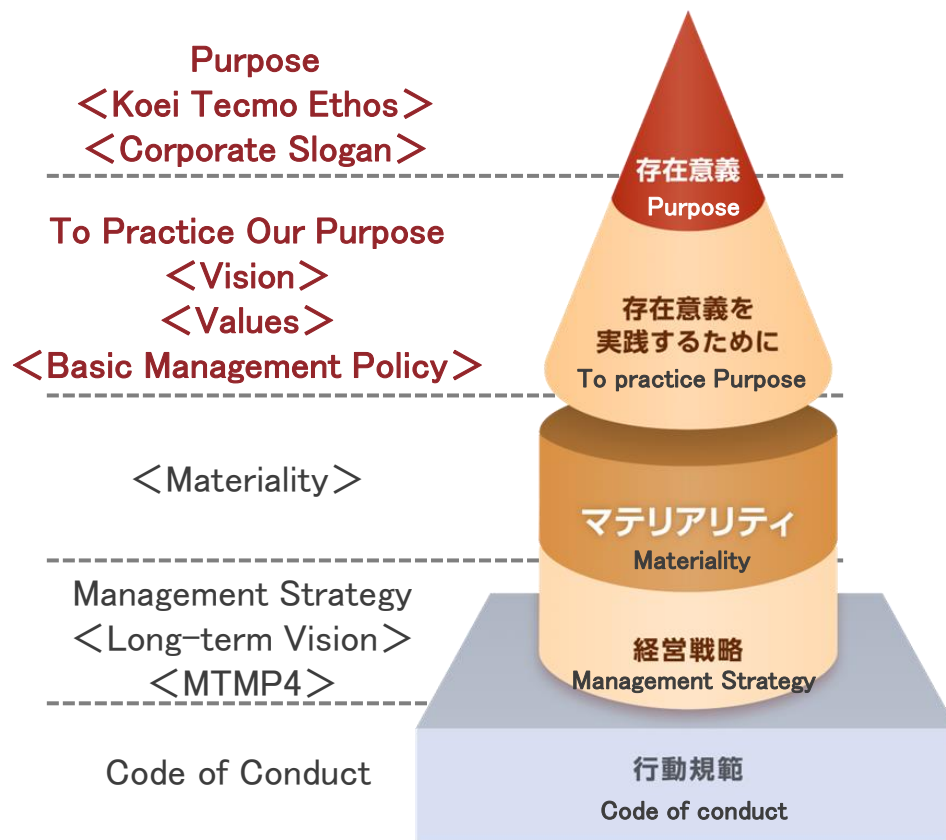 Purpose
＜Koei Tecmo Ethos＞
＜Corporate Slogan＞
存在意義
Purpose
To Practice Our Purpose
＜Vision＞
＜Values＞
＜Basic Management Policy＞
存在意義を
実践するために
To practice Purpose
＜Materiality＞
マテリアリティ
Materiality
Management Strategy
＜Long-term Vision＞
＜MTMP4＞
経営戦略
Management Strategy
Code of Conduct
行動規範
Code of conduct